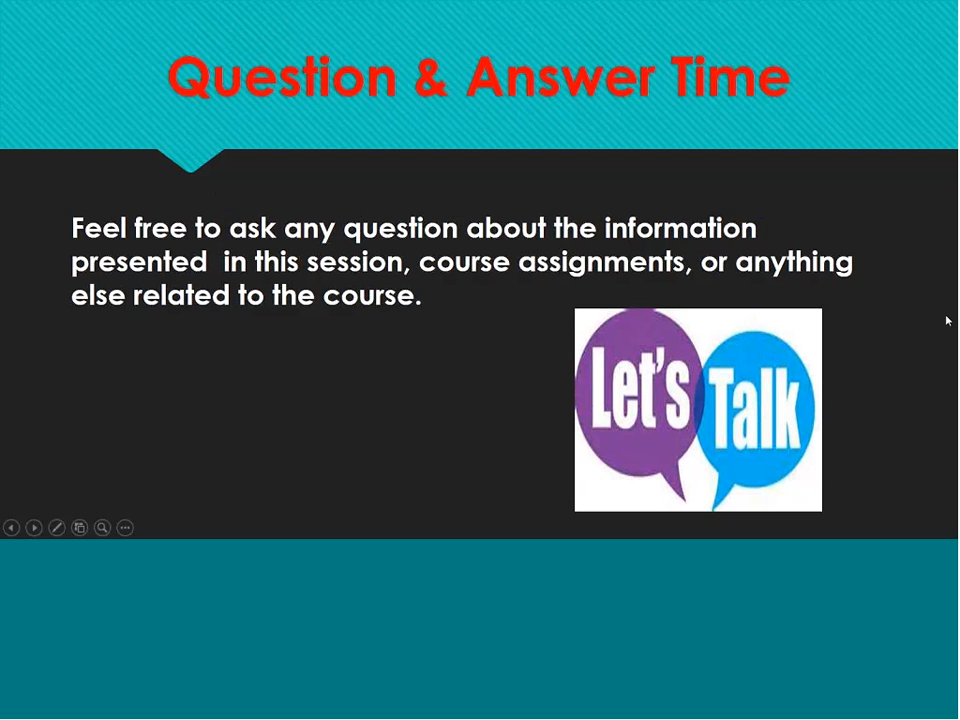 Question & Answer Time
Feel free to ask any question about the information
presented  in this session, course assignments, or anything
else related to the course.
Let's
Talk